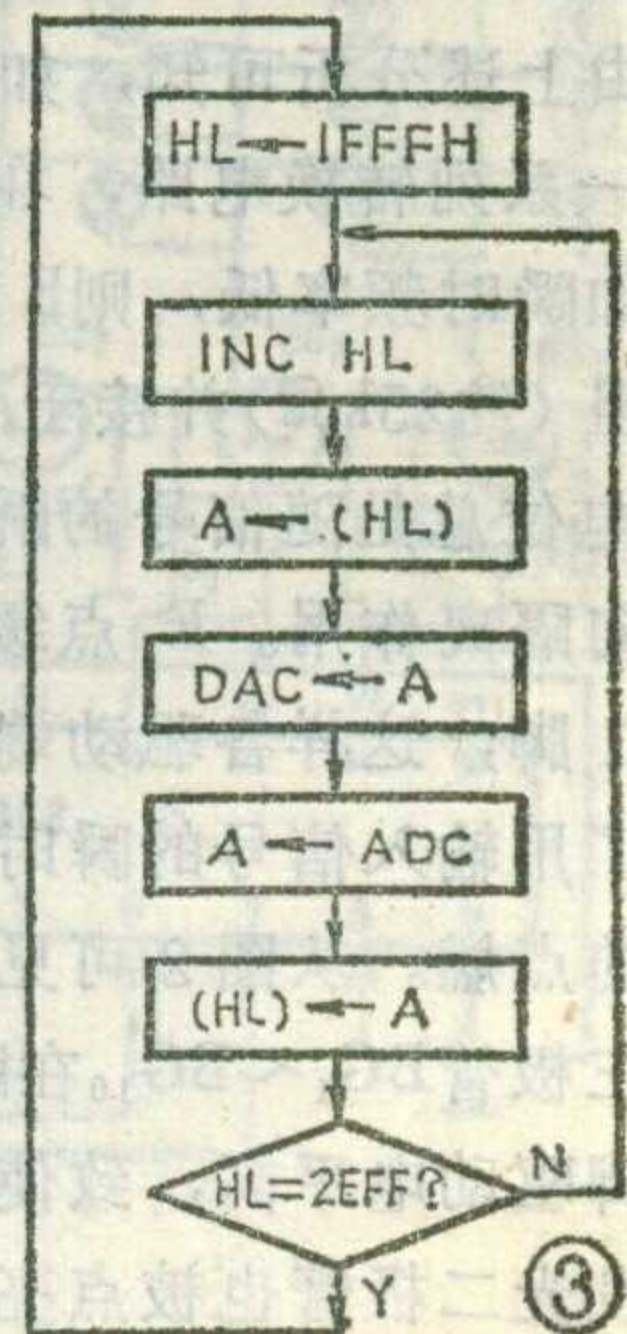 HL←1FFFH
INC HL
A←(HL)
DAC←A
A←ADC
(HL)←A
HL=2EFF?
N
Y
③